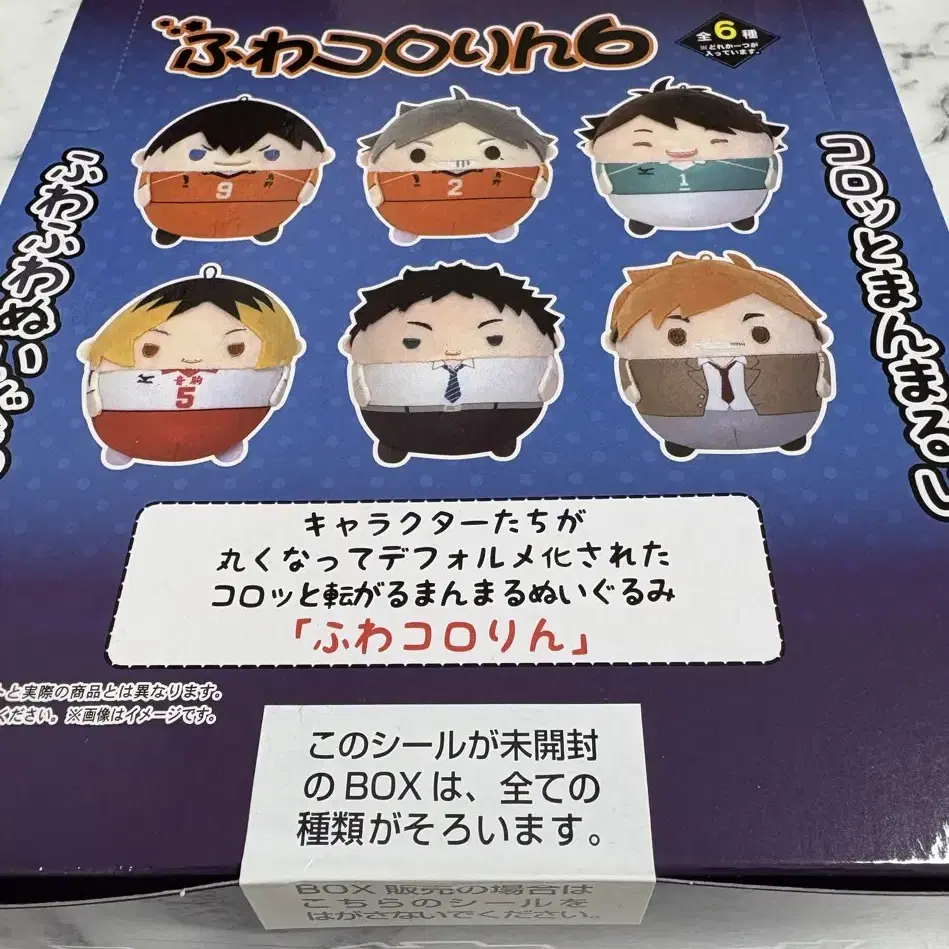 ふわコロりん6
全6種
※どれか一つが
入っています。
ふわふわぬい
コロッとまんまるい
9
2
1
音駒
5
キャラクターたちが
丸くなってデフォルメ化された
コロッと転がるまんまるぬいぐるみ
「ふわコロりん」
と実際の商品とは異なります。
ください。※画像はイメージです。
このシールが未開封
のBOXは、全ての
種類がそろいます。
BOX販売の場合は
こちらのシールを
はがさないでください。